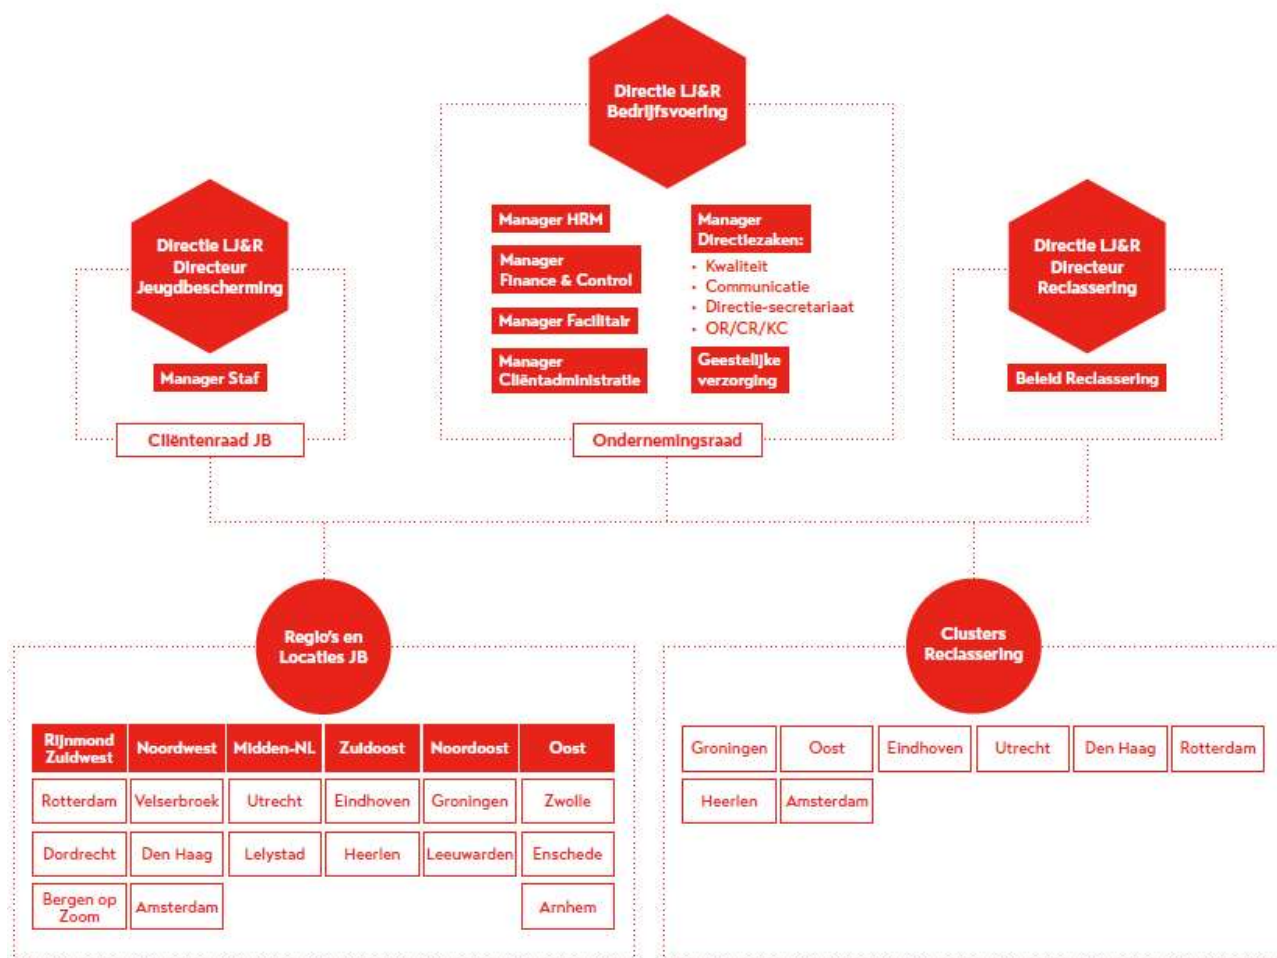 Directie LJ&R
Bedrijfsvoering
Manager HRM
Manager
Finance & Control
Manager Facilitair
Manager
Cliëntadministratie
Manager
Directiezaken:
• Kwaliteit
• Communicatie
• Directie-secretariaat
• OR/CR/KC
Geestelijke
verzorging
Ondernemingsraad
Directie LJ&R
Directeur
Jeugdbescherming
Manager Staf
Cliëntenraad JB
Directie LJ&R
Directeur
Reclassering
Beleid Reclassering
Regio's en
Locaties JB
Rijnmond
Zuidwest
Noordwest
Midden-NL
Zuidoost
Noordoost
Oost
Rotterdam
Velserbroek
Utrecht
Eindhoven
Groningen
Zwolle
Dordrecht
Den Haag
Lelystad
Heerlen
Leeuwarden
Enschede
Bergen op
Zoom
Amsterdam
Arnhem
Clusters
Reclassering
Groningen
Oost
Eindhoven
Utrecht
Den Haag
Rotterdam
Heerlen
Amsterdam